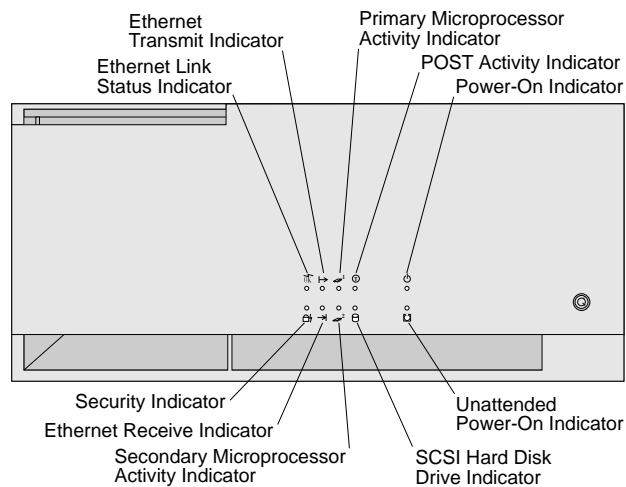 Ethernet
Transmit Indicator
Primary Microprocessor
Activity Indicator
Ethernet Link
Status Indicator
POST Activity Indicator
Power-On Indicator
Security Indicator
Ethernet Receive Indicator
Secondary Microprocessor
Activity Indicator
Unattended
Power-On Indicator
SCSI Hard Disk
Drive Indicator